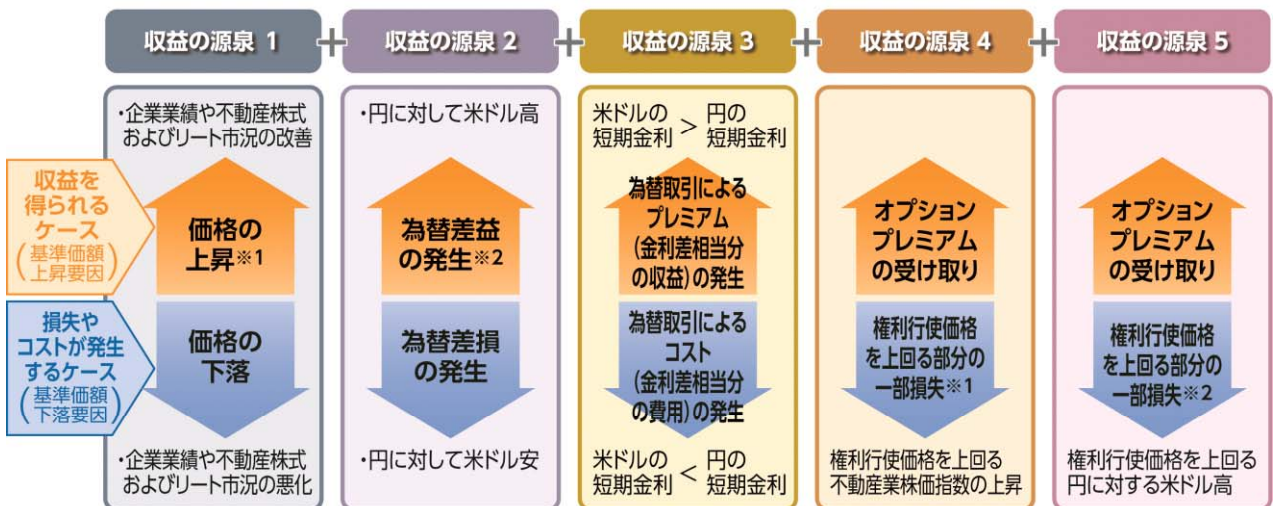 収益の源泉 1 + 収益の源泉 2 + 収益の源泉 3 + 収益の源泉 4 + 収益の源泉 5
収益を
得られる
ケース
(基準価額
上昇要因)
損失や
コストが発生
するケース
(基準価額
下落要因)
・企業業績や不動産株式
およびリート市況の改善
価格の
上昇※1
価格の
下落
・企業業績や不動産株式
およびリート市況の悪化
・円に対して米ドル高
為替差益
の発生※2
為替差損
の発生
・円に対して米ドル安
米ドルの
短期金利 > 円の
短期金利
為替取引による
プレミアム
(金利差相当分
の収益)の発生
為替取引による
コスト
(金利差相当分
の費用)の発生
米ドルの
短期金利 < 円の
短期金利
オプション
プレミアム
の受け取り
権利行使価格
を上回る部分の
一部損失※1
権利行使価格を上回る
不動産業株価指数の上昇
オプション
プレミアム
の受け取り
権利行使価格
を上回る部分の
一部損失※2
権利行使価格を上回る
円に対する米ドル高